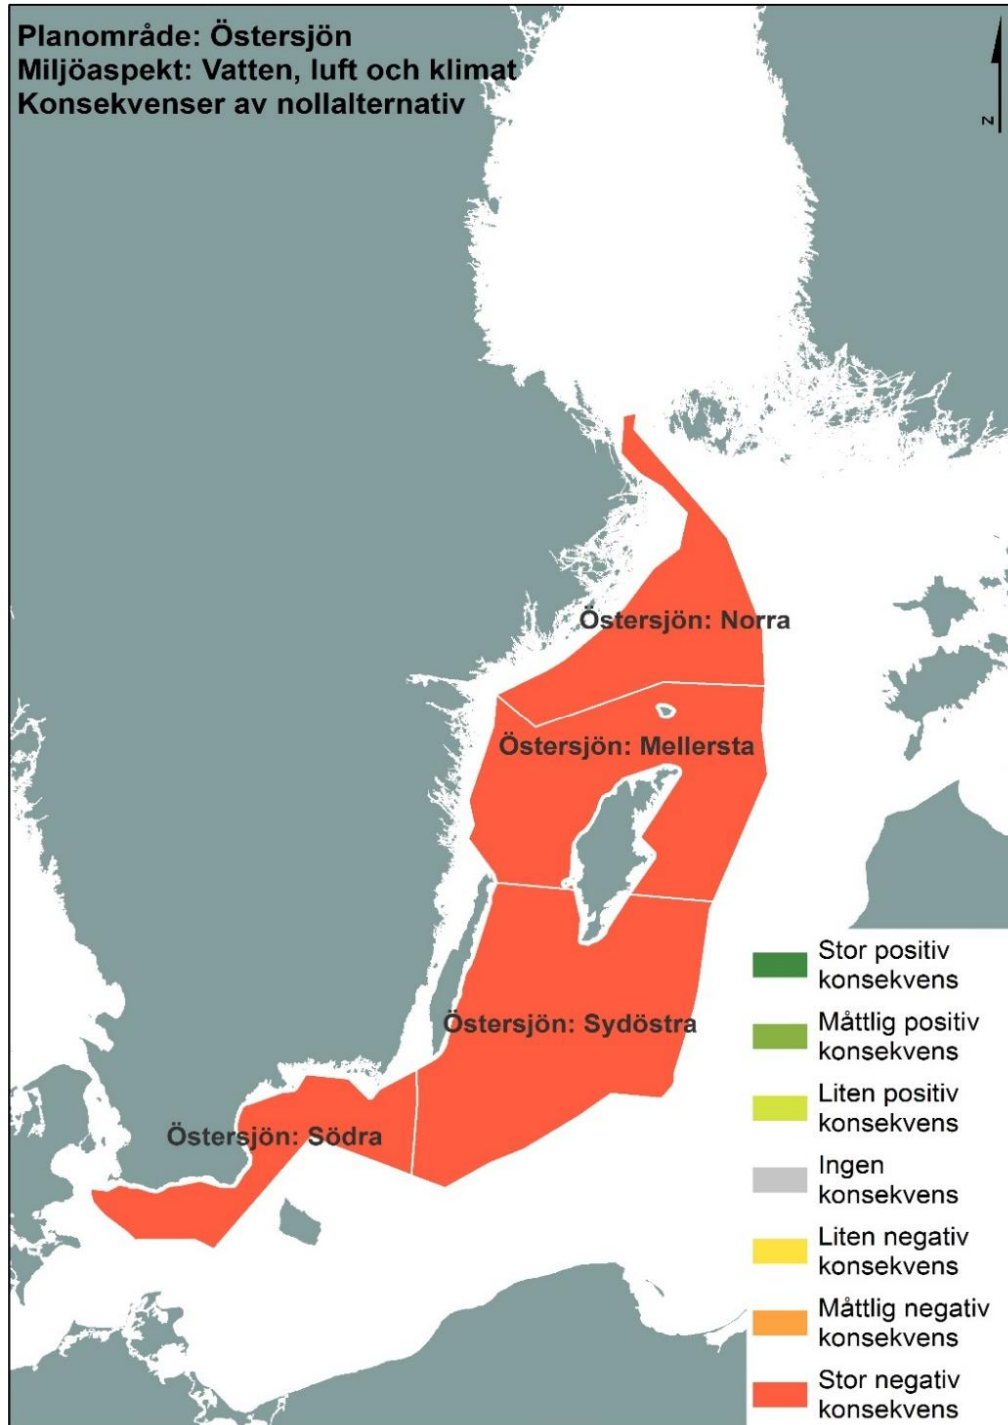 Planområde: Östersjön
Miljöaspekt: Vatten, luft och klimat
Konsekvenser av nollalternativ
N
Östersjön: Norra
Östersjön: Mellersta
Östersjön: Sydöstra
Östersjön: Södra
Stor positiv
konsekvens
Måttlig positiv
konsekvens
Liten positiv
konsekvens
Ingen
konsekvens
Liten negativ
konsekvens
Måttlig negativ
konsekvens
Stor negativ
konsekvens